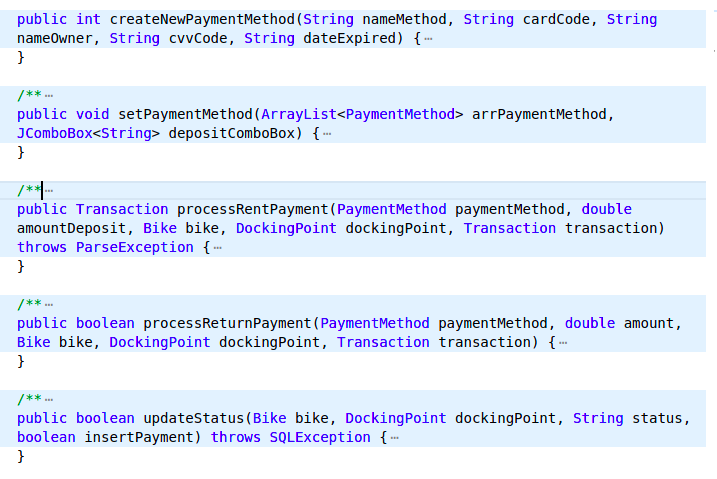 public int createNewPaymentMethod(String nameMethod, String cardCode, String
nameOwner, String cvvCode, String dateExpired) {⋯
}
/**⋯
public void setPaymentMethod(ArrayList<PaymentMethod> arrPaymentMethod,
JComboBox<String> depositComboBox) {⋯
}
/**⋯
public Transaction processRentPayment(PaymentMethod paymentMethod, double
amountDeposit, Bike bike, DockingPoint dockingPoint, Transaction transaction)
throws ParseException {⋯
}
/**⋯
public boolean processReturnPayment(PaymentMethod paymentMethod, double amount,
Bike bike, DockingPoint dockingPoint, Transaction transaction) {⋯
}
/**⋯
public boolean updateStatus(Bike bike, DockingPoint dockingPoint, String status,
boolean insertPayment) throws SQLException {⋯
}